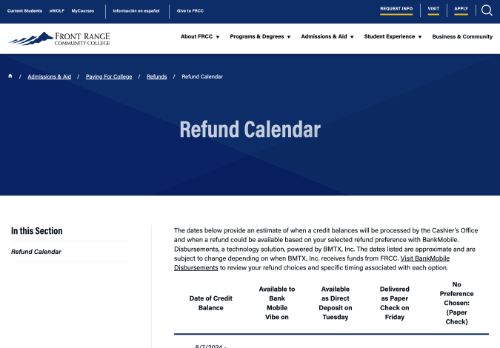 Current Students eWOLF MyCourses Información en español Give to FRCC REQUEST INFO VISIT APPLY
FRONT RANGE
COMMUNITY COLLEGE
About FRCC Programs & Degrees Admissions & Aid Student Experience Business & Community
/ Admissions & Aid / Paying For College / Refunds / Refund Calendar
Refund Calendar
In this Section
Refund Calendar
The dates below provide an estimate of when a credit balances will be processed by the Cashier's Office
and when a refund could be available based on your selected refund preference with BankMobile.
Disbursements, a technology solution, powered by BMTX, Inc. The dates listed are approximate and are
subject to change depending on when BMTX, Inc. receives funds from FRCC. Visit BankMobile
Disbursements to review your refund choices and specific timing associated with each option.
Date of Credit
Balance
Available to
Bank
Mobile
Vibe on
Available
as Direct
Deposit on
Tuesday
Delivered
as Paper
Check on
Friday
No
Preference
Chosen:
(Paper
Check)
8/7/2024 -